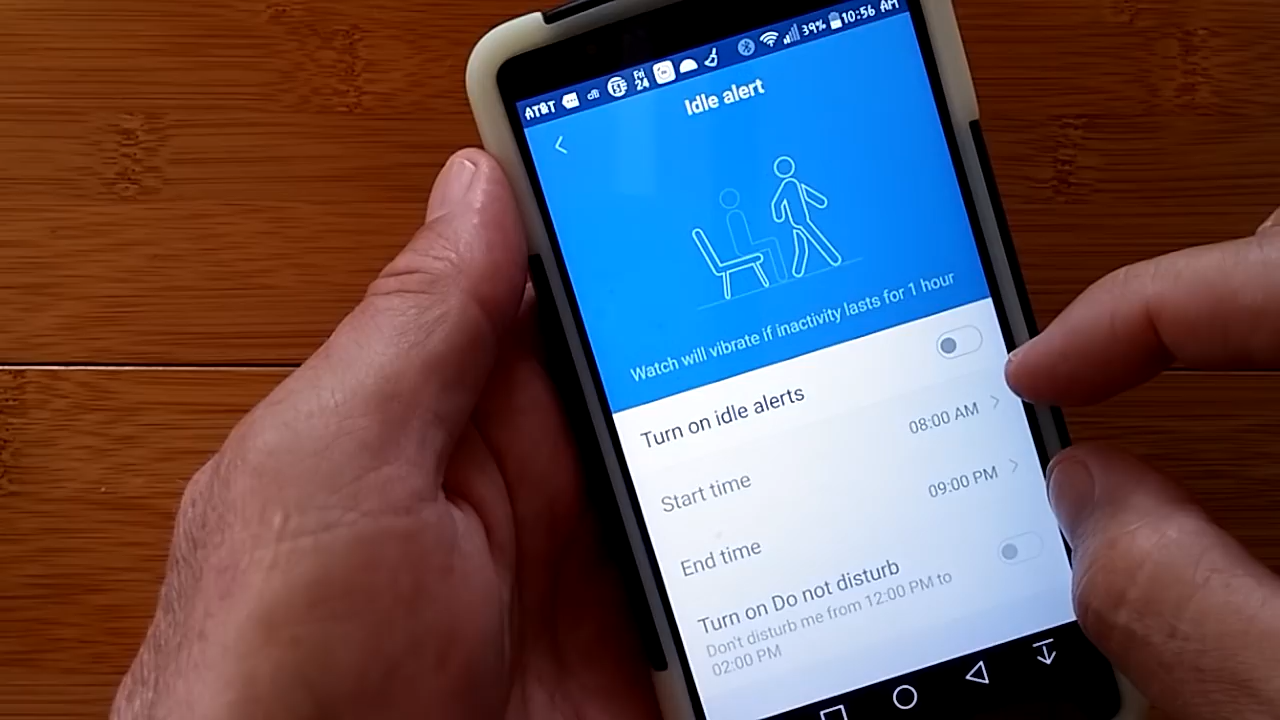 AT&T Fri 24 39% 10:56 AM
Idle alert
Watch will vibrate if inactivity lasts for 1 hour
Turn on idle alerts
Start time 08:00 AM
End time 09:00 PM
Turn on Do not disturb
Don't disturb me from 12:00 PM to
02:00 PM